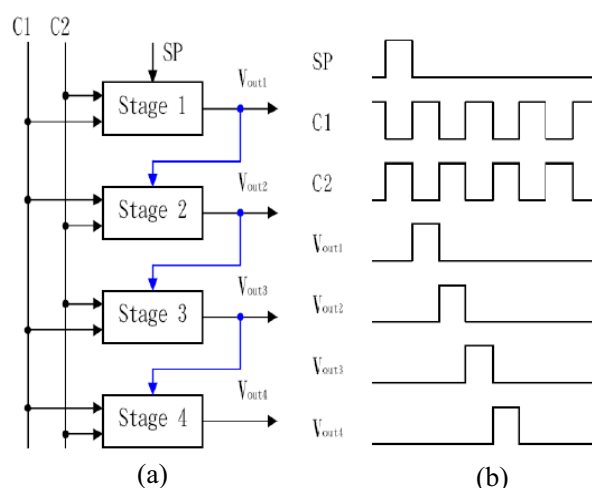 C1 C2
SP
Stage 1
Vout1
Stage 2
Vout2
Stage 3
Vout3
Stage 4
Vout4
(a)
SP
C1
C2
Vout1
Vout2
Vout3
Vout4
(b)